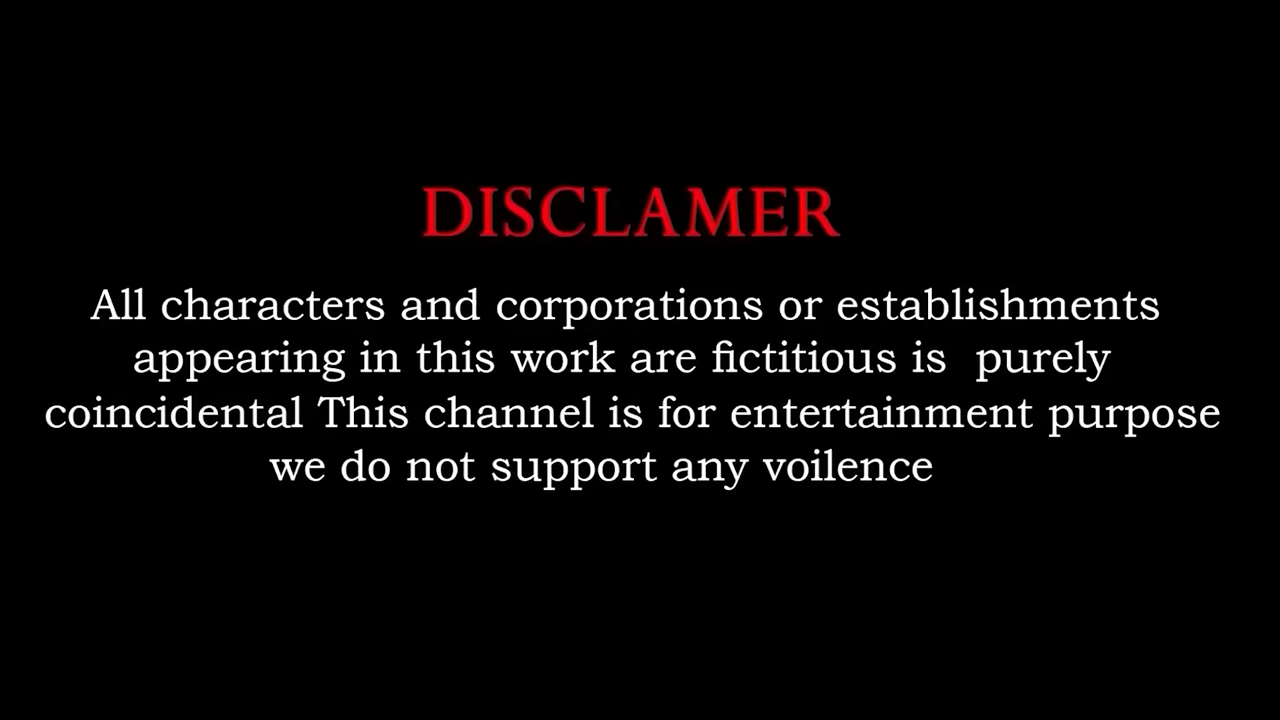 DISCLAMER
All characters and corporations or establishments
appearing in this work are fictitious is  purely
coincidental This channel is for entertainment purpose
we do not support any voilence